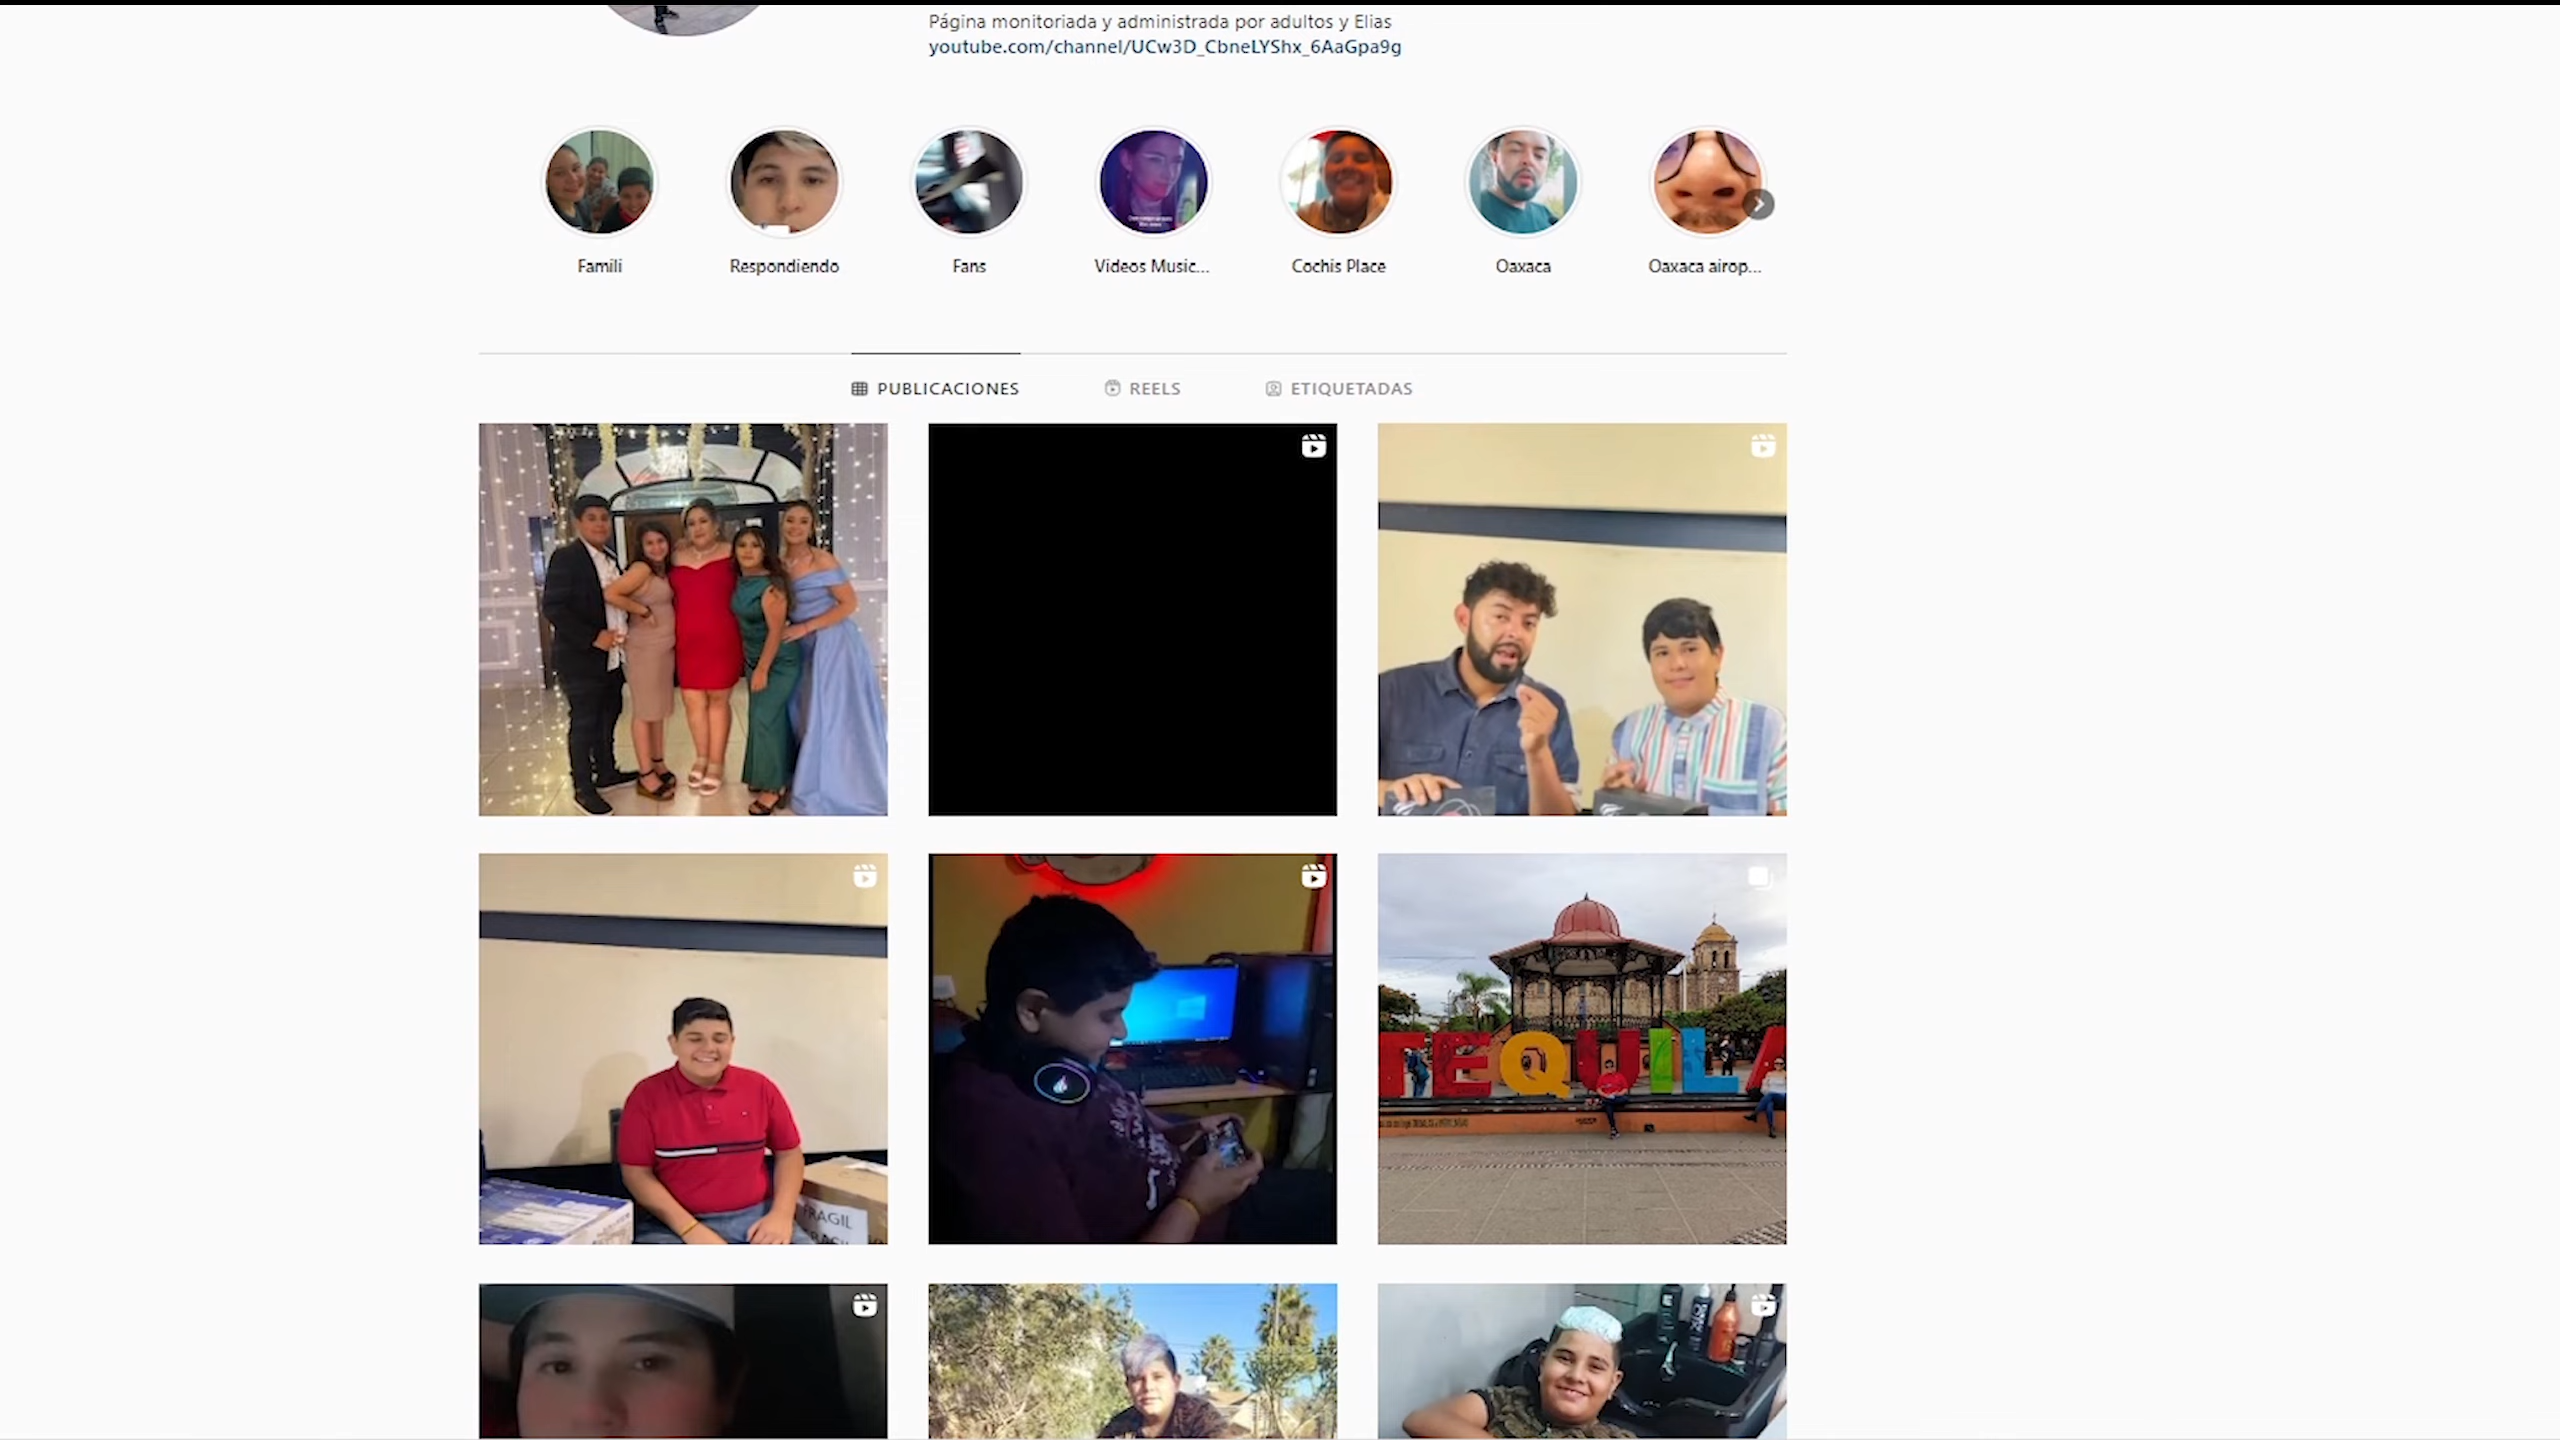 Página monitoriada y administrada por adultos y Elias
youtube.com/channel/UCw3D_CbneLYShx_6AaGpa9g
Famili
Respondiendo
Fans
Videos Music...
Cochis Place
Oaxaca
Oaxaca airop...
PUBLICACIONES
REELS
ETIQUETADAS
TEQUILA
FRAGIL